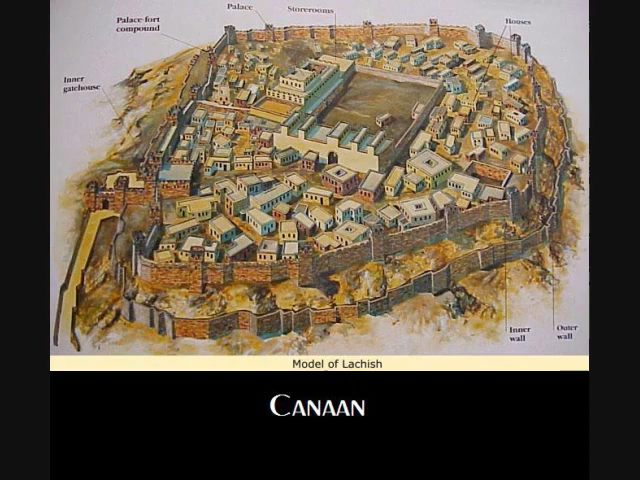 Palace
Storerooms
Palace-fort
compound
Houses
Inner
gatehouse
Inner
wall
Outer
wall
Model of Lachish
CANAAN